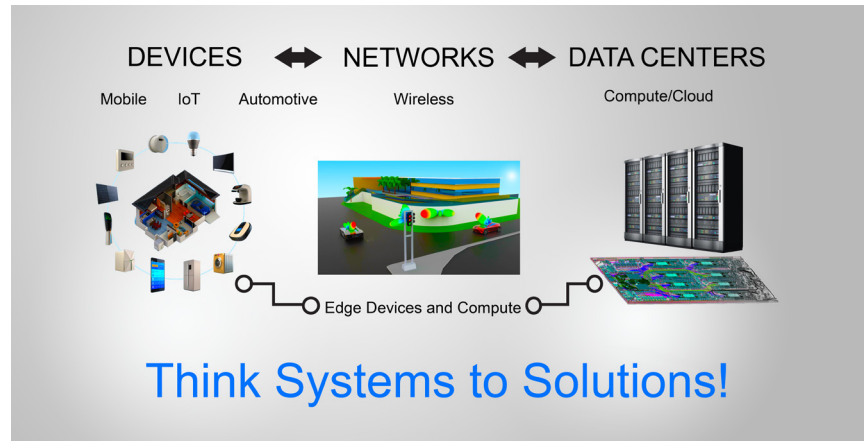 DEVICES NETWORKS DATA CENTERS
Mobile IoT Automotive Wireless Compute/Cloud
Edge Devices and Compute
Think Systems to Solutions!